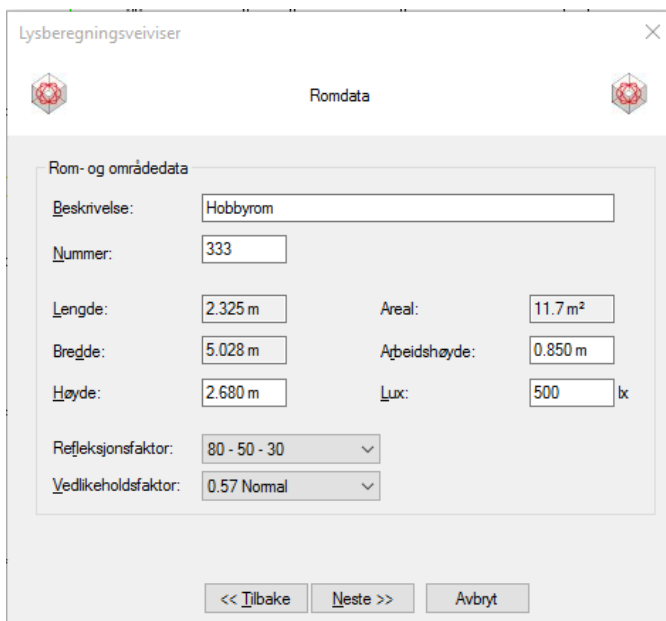 Lysberegningsveiviser
Romdata
Rom- og områdedata
Beskrivelse: Hobbyrom
Nummer: 333
Lengde: 2.325 m Areal: 11.7 m²
Bredde: 5.028 m Arbeidshøyde: 0.850 m
Høyde: 2.680 m Lux: 500 lx
Refleksjonsfaktor: 80 - 50 - 30
Vedlikeholdsfaktor: 0.57 Normal
<< Tilbake Neste >> Avbryt